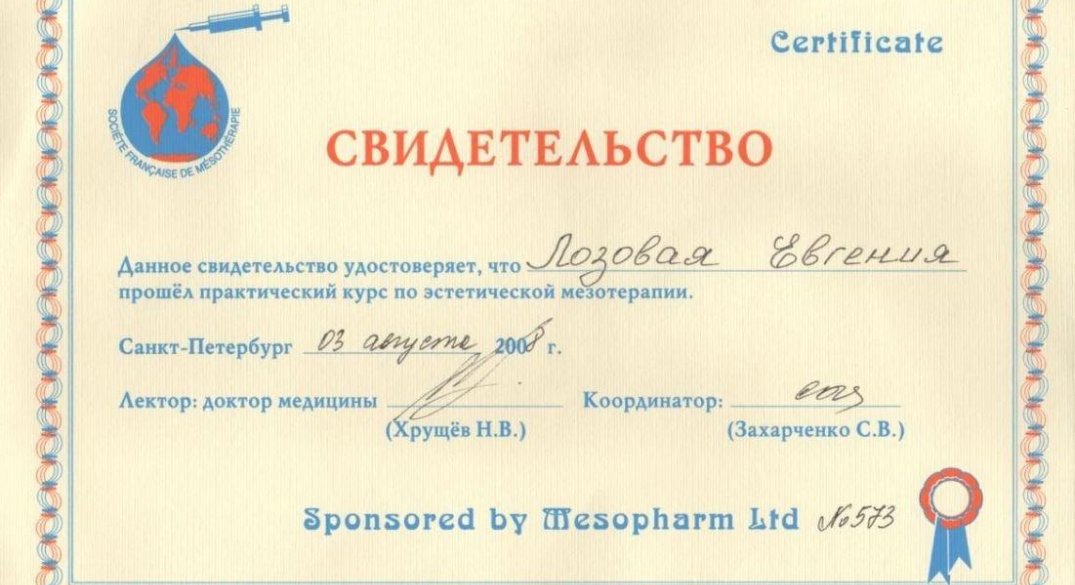 Certificate
SOCIÉTÉ FRANÇAISE DE MÉSOTHÉRAPIE
СВИДЕТЕЛЬСТВО
Данное свидетельство удостоверяет, что Лозовая Евгения
прошёл практический курс по эстетической мезотерапии.
Санкт-Петербург 03 августа 2008 г.
Лектор: доктор медицины Координатор:
(Хрущёв Н.В.) (Захарченко С.В.)
Sponsored by Mesopharm Ltd №573